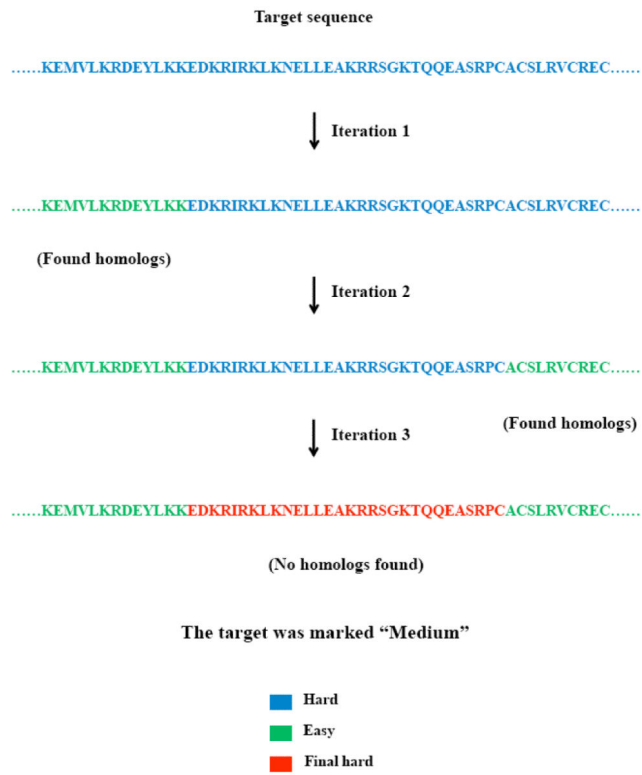 Target sequence
……KEMVLKRDEYLKKEDKRIRKLKNELLEAKRRSGKTQQEASRPCACSLRVCREC……
Iteration 1
……KEMVLKRDEYLKKEDKRIRKLKNELLEAKRRSGKTQQEASRPCACSLRVCREC……
(Found homologs)
Iteration 2
……KEMVLKRDEYLKKEDKRIRKLKNELLEAKRRSGKTQQEASRPCACSLRVCREC……
(Found homologs)
Iteration 3
……KEMVLKRDEYLKKEDKRIRKLKNELLEAKRRSGKTQQEASRPCACSLRVCREC……
(No homologs found)
The target was marked “Medium”
Hard
Easy
Final hard